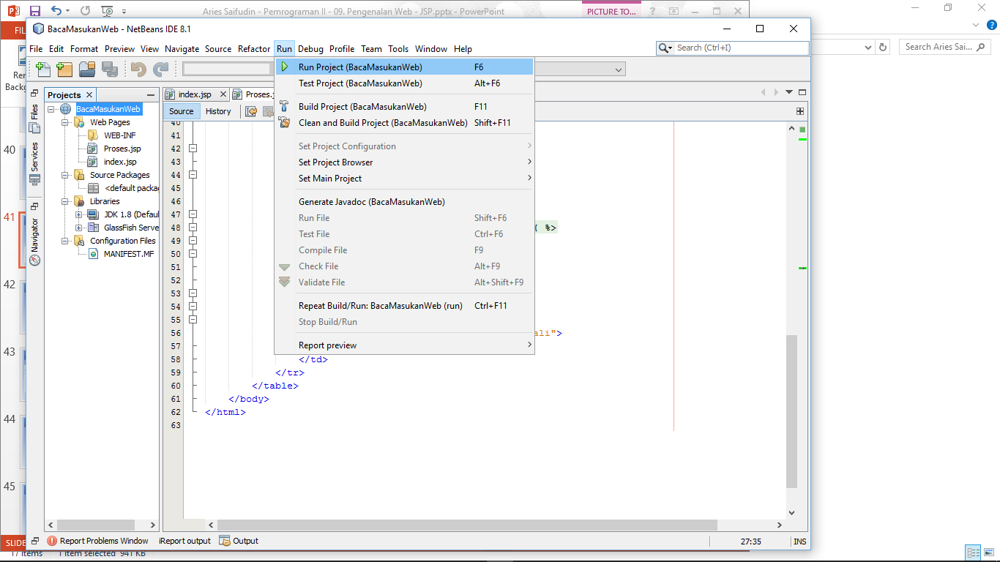 Aries Saifudin - Pemrograman II - 09. Pengenalan Web - JSP.pptx - PowerPoint
PICTURE TO...
BacaMasukanWeb - NetBeans IDE 8.1
File Edit Format Preview View Navigate Source Refactor Run Debug Profile Team Tools Window Help
Search (Ctrl+I)
Search Aries Sai...
Run Project (BacaMasukanWeb) F6
Test Project (BacaMasukanWeb) Alt+F6
Build Project (BacaMasukanWeb) F11
Clean and Build Project (BacaMasukanWeb) Shift+F11
Set Project Configuration
Set Project Browser
Set Main Project
Generate Javadoc (BacaMasukanWeb)
Run File Shift+F6
Test File Ctrl+F6
Compile File F9
Check File Alt+F9
Validate File Alt+Shift+F9
Repeat Build/Run: BacaMasukanWeb (run) Ctrl+F11
Stop Build/Run
Report preview
Projects
BacaMasukanWeb
Web Pages
WEB-INF
Proses.jsp
index.jsp
Source Packages
<default packa
Libraries
JDK 1.8 (Defau
GlassFish Serve
Configuration Files
MANIFEST.MF
Files
Services
Navigator
index.jsp
Proses.j
Source History
40
41
42
43
44
45
46
47
48 { %>
49
50
51
52
53
54
55
56 ali">
57
58 </td>
59 </tr>
60 </table>
61 </body>
62 </html>
63
40
41
42
43
44
45
Report Problems Window iReport output Output
27:35 INS
SLIDE
17 items 1 item selected 941 KB